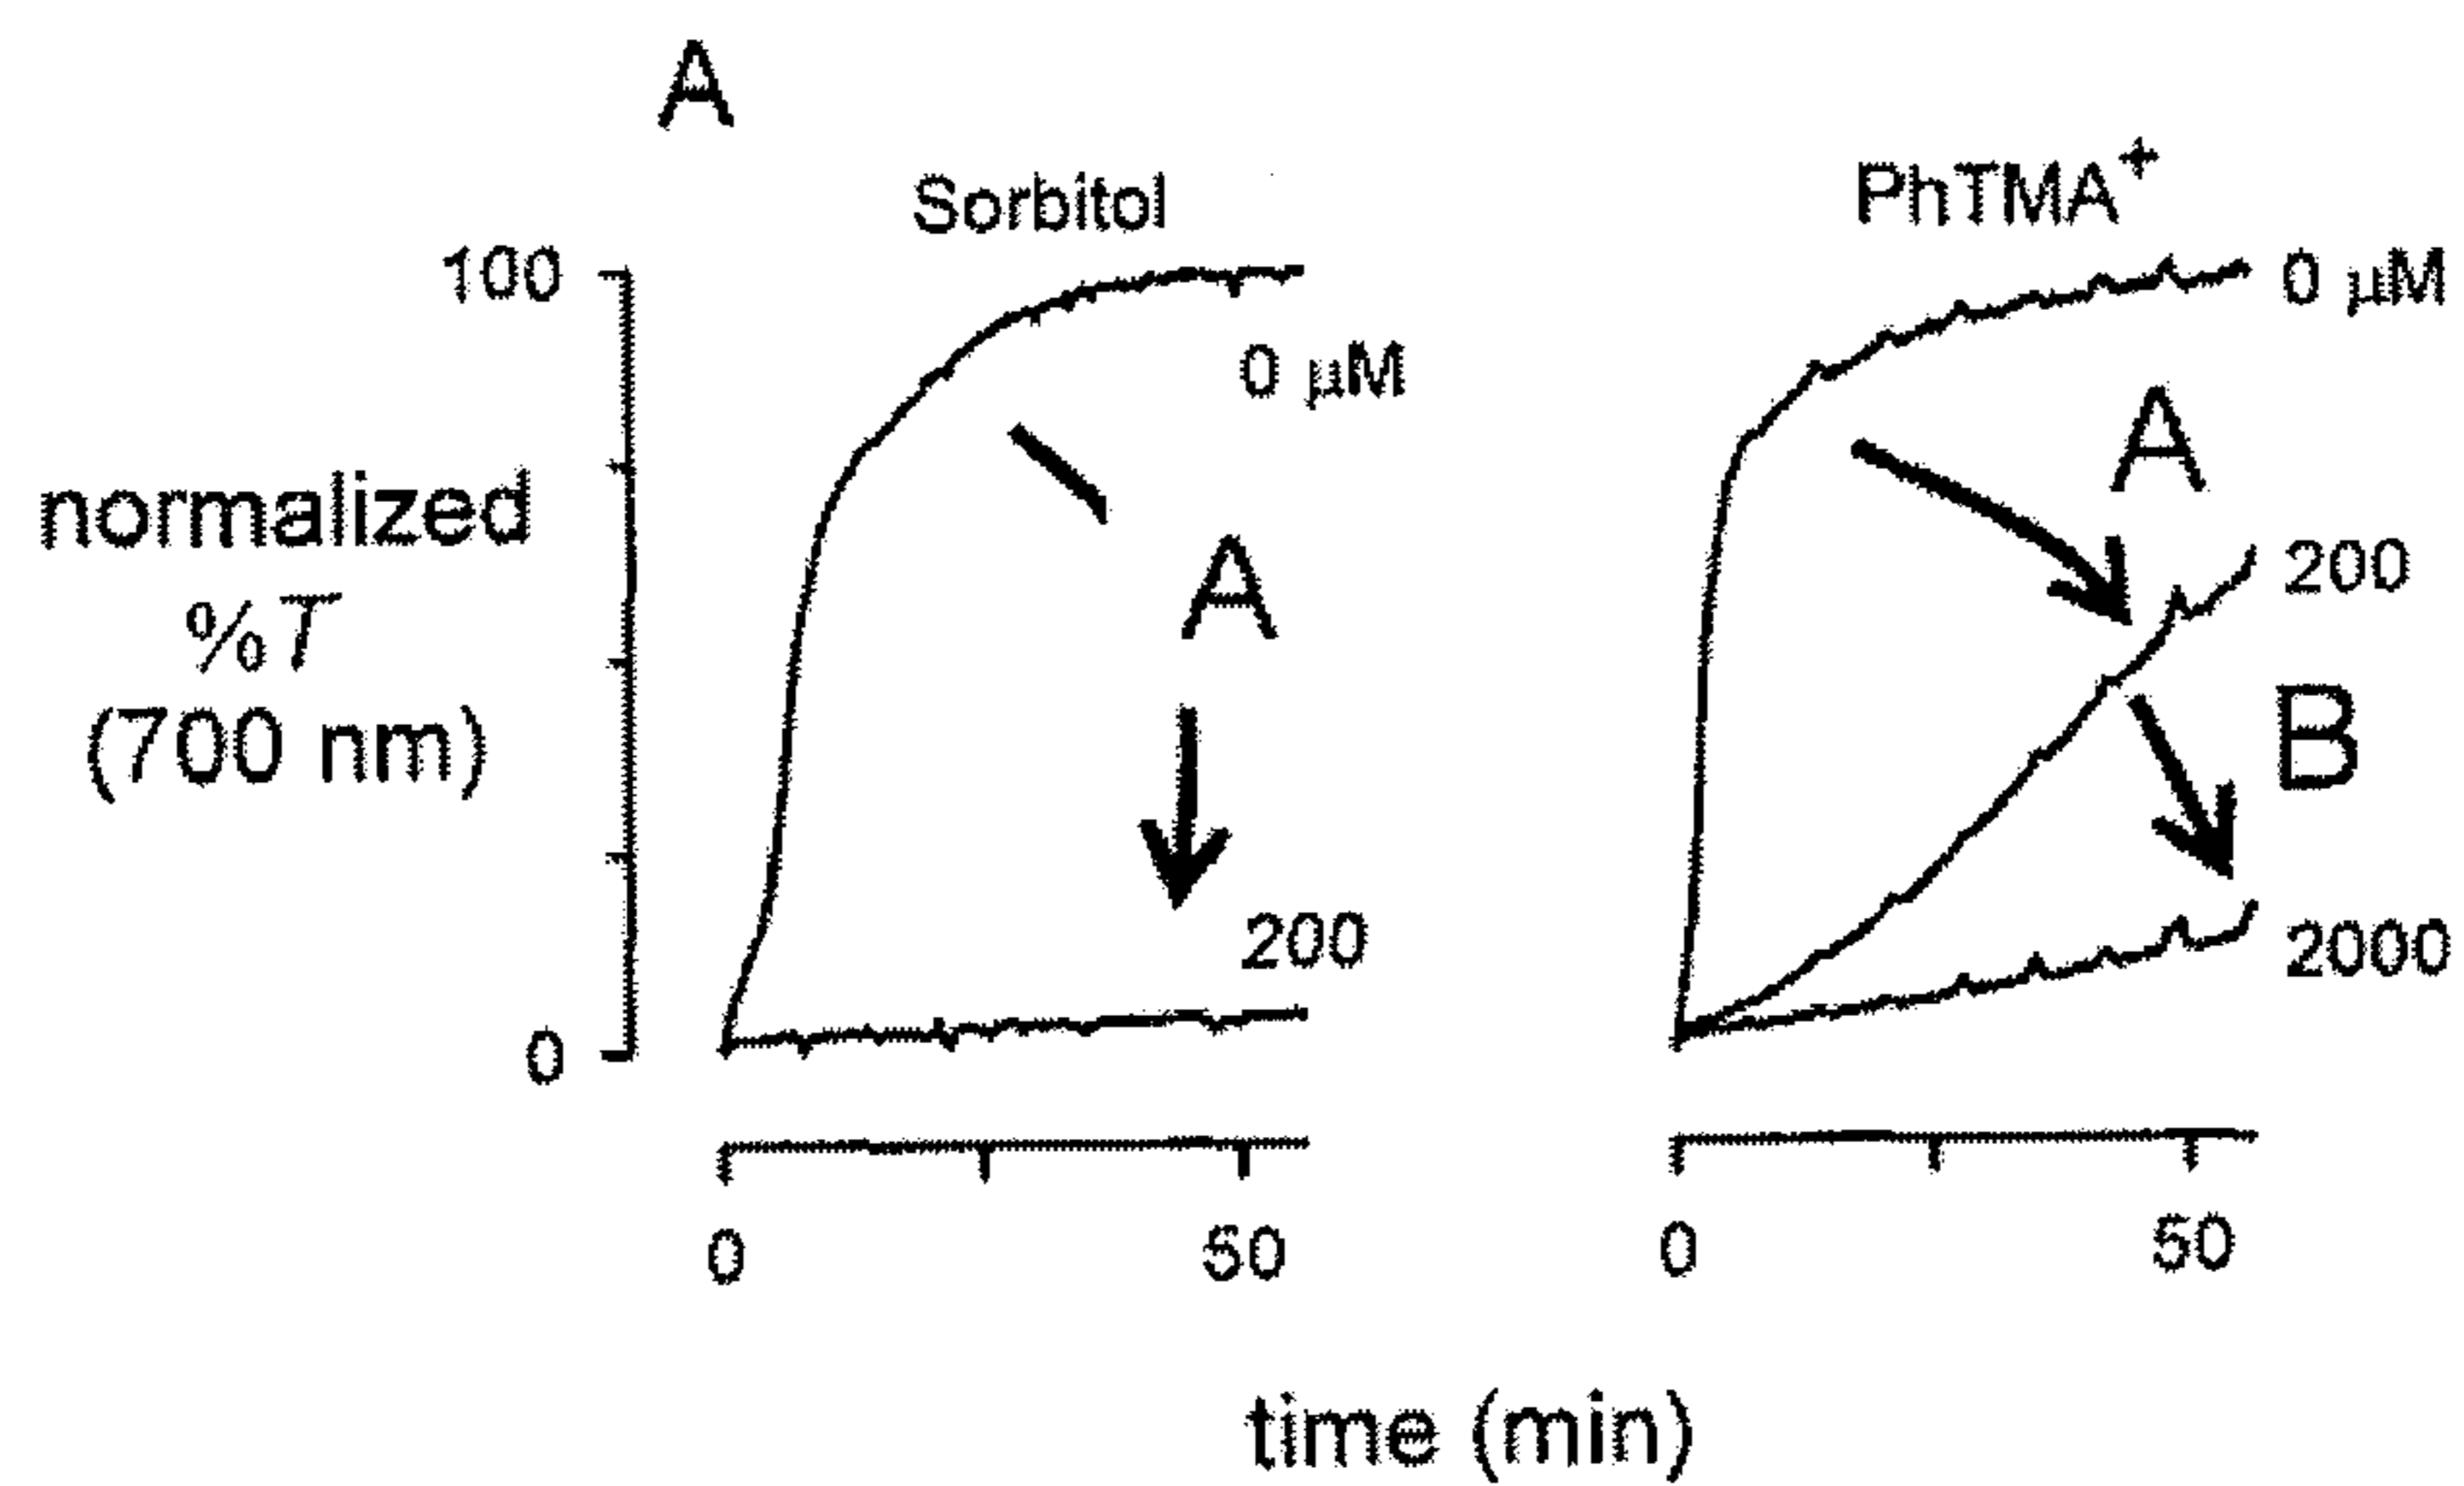 A
Sorbitol
PhTMA⁺
100
0 µM
0 µM
A
A
200
B
200
2000
normalized
%T
(700 nm)
0
0
50
0
50
time (min)